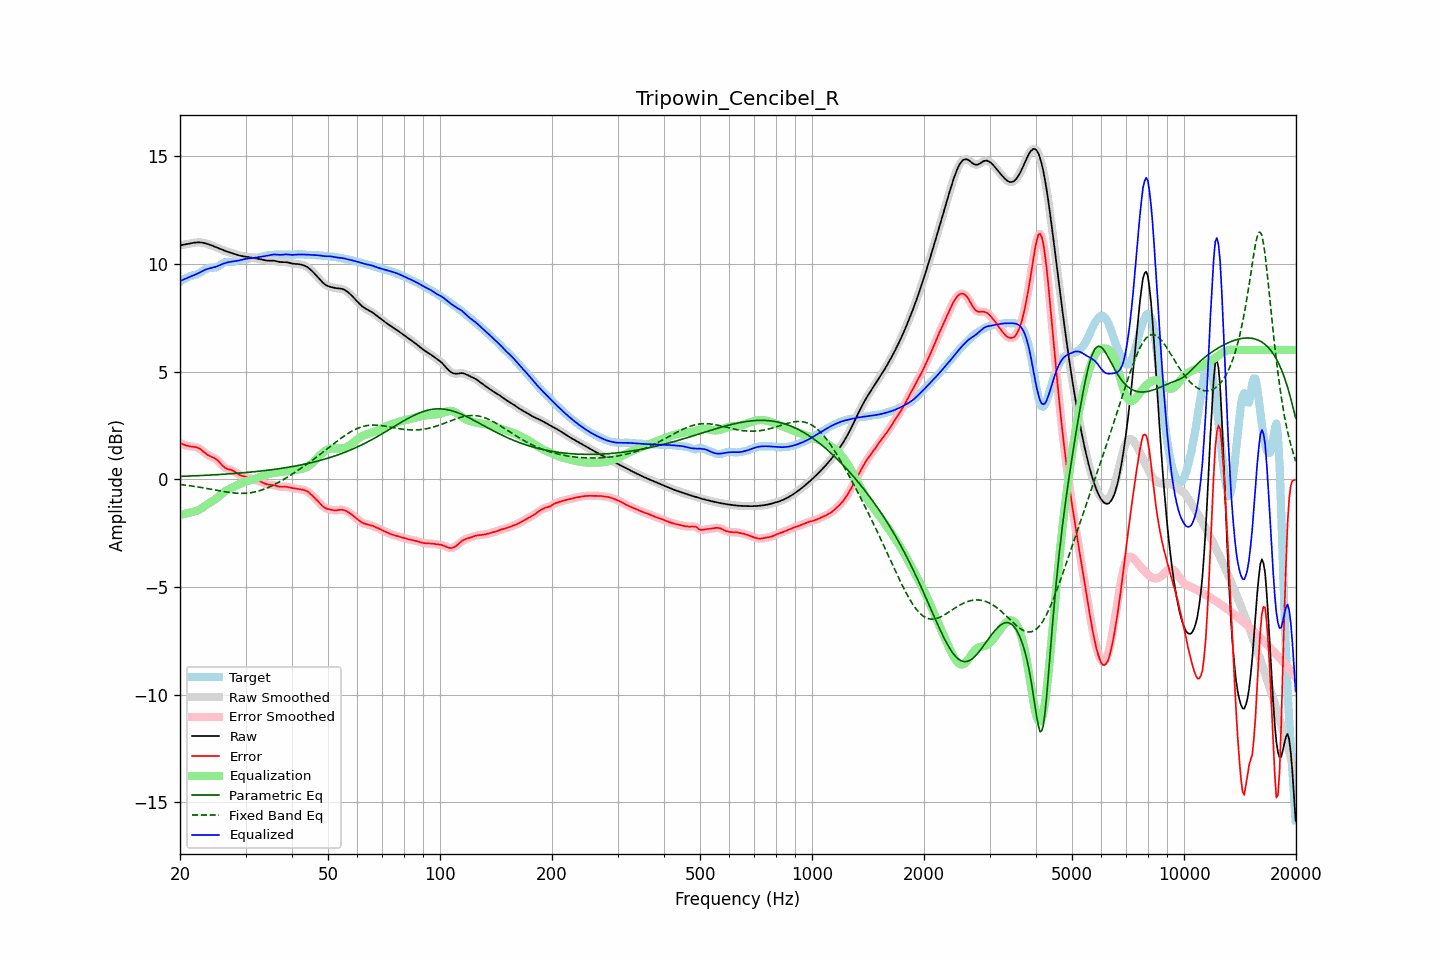 Tripowin_Cencibel_R
Amplitude (dBr)
15
10
5
0
−5
−10
−15
Target
Raw Smoothed
Error Smoothed
Raw
Error
Equalization
Parametric Eq
Fixed Band Eq
Equalized
20 50 100 200 500 1000 2000 5000 10000 20000
Frequency (Hz)